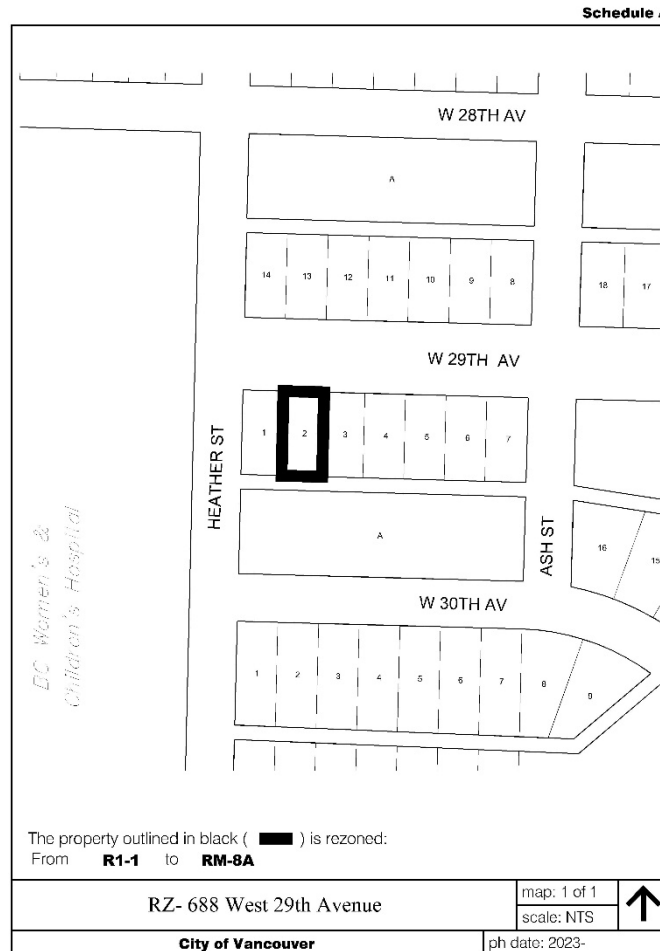 Schedule A
W 28TH AV
A
14 13 12 11 10 9 8
18 17
W 29TH AV
1 2 3 4 5 6 7
HEATHER ST
A
ASH ST
16
15
W 30TH AV
BC Women's &
Children's Hospital
1 2 3 4 5 6 7 8 9
The property outlined in black ( ) is rezoned:
From R1-1 to RM-8A
RZ- 688 West 29th Avenue
map: 1 of 1
scale: NTS
City of Vancouver
ph date: 2023-